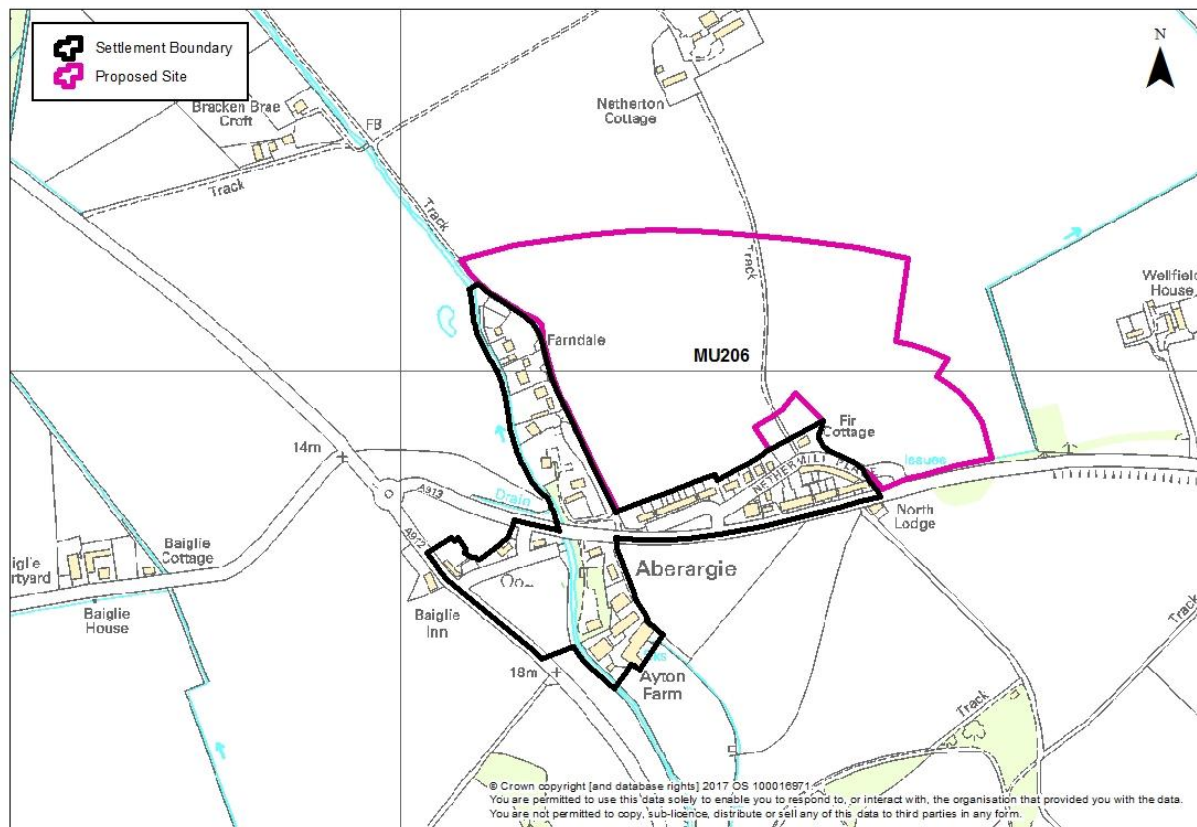 Settlement Boundary
Proposed Site
N
Bracken Brae
Croft
FB
Track
Track
Netherton
Cottage
Track
Wellfield
House
MU206
Farndale
Fir
Cottage
NETHERMILL PLACE
Issues
14m
A913
Drain
North
Lodge
A912
Baiglie
Cottage
Baiglie
House
Aberargie
Baiglie
Inn
18m
Ayton
Farm
Track
Track
© Crown copyright [and database rights] 2017 OS 100016971
You are permitted to use this data solely to enable you to respond to, or interact with, the organisation that provided you with the data.
You are not permitted to copy, sub-licence, distribute or sell any of this data to third parties in any form.